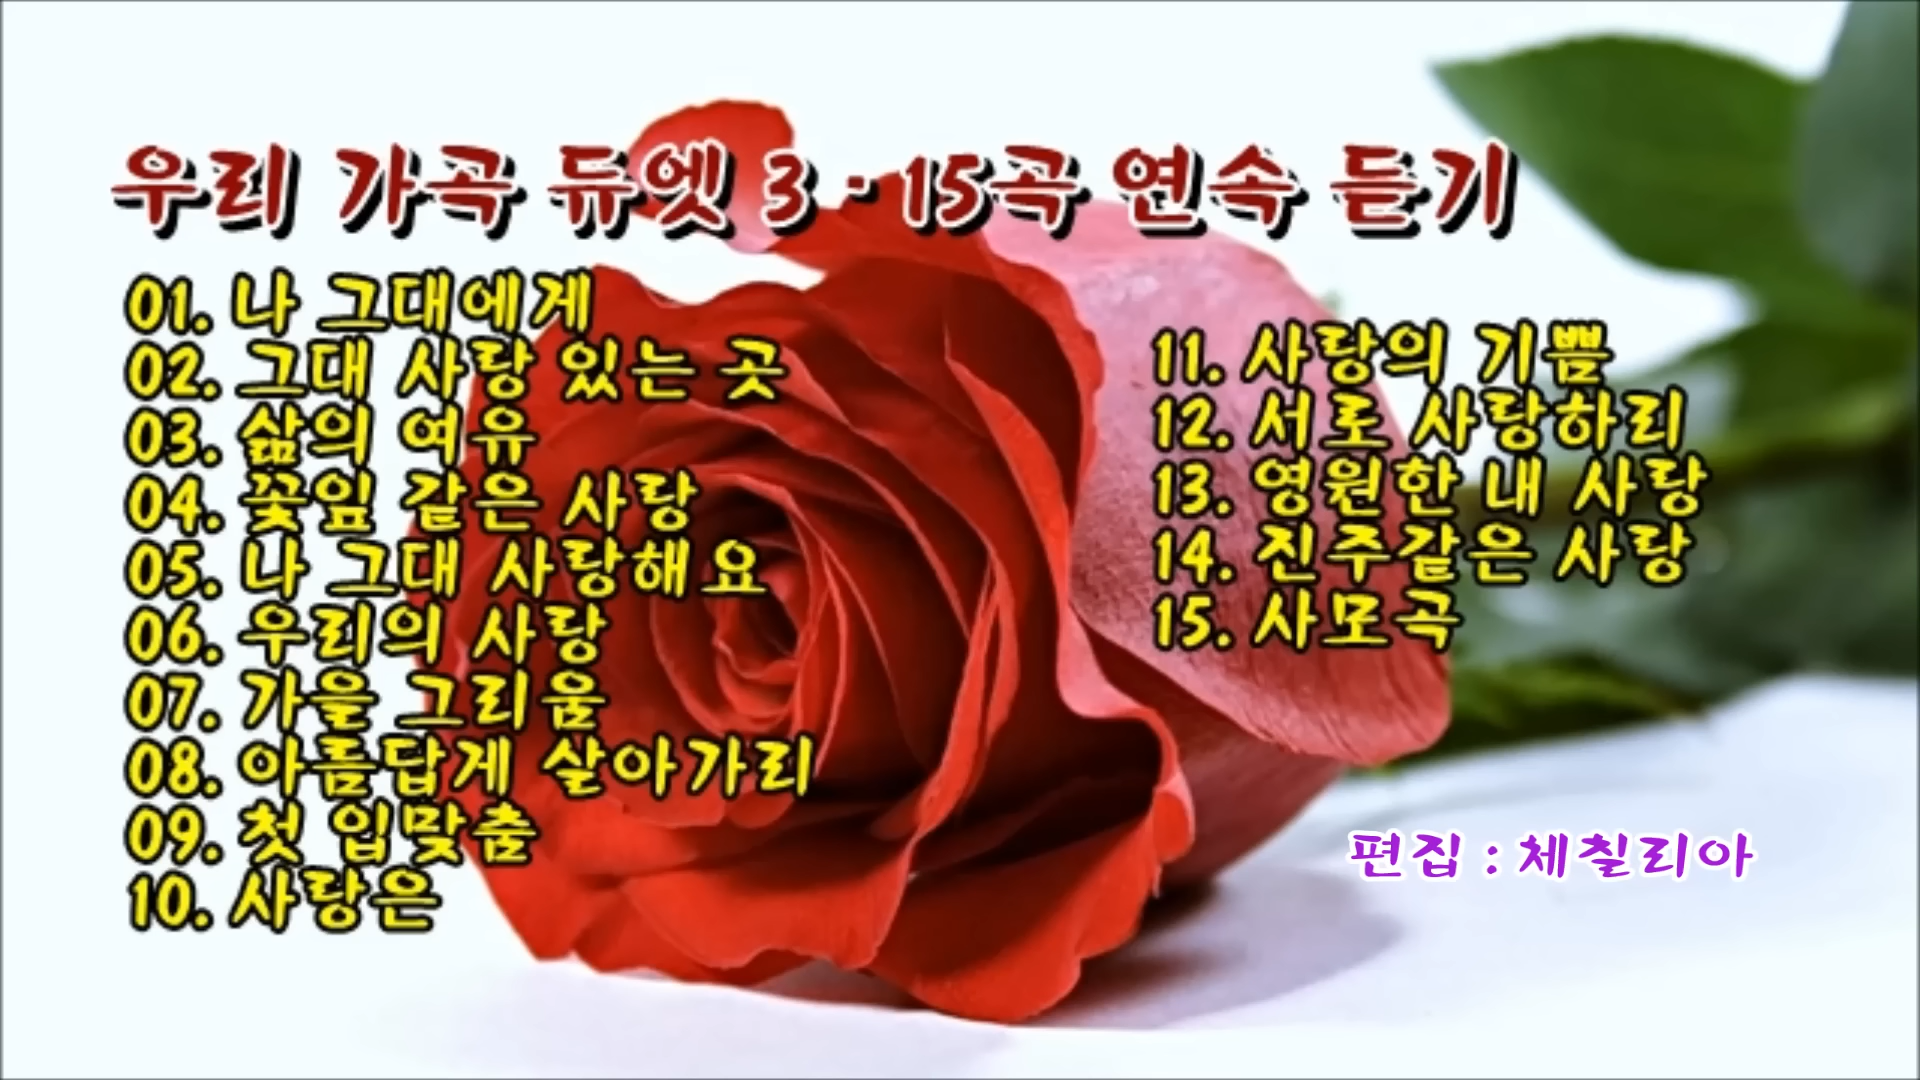 우리 가곡 듀엣 3 - 15곡 연속 듣기
01. 나 그대에게
02. 그대 사랑 있는 곳
03. 삶의 여유
04. 꽃잎 같은 사랑
05. 나 그대 사랑해요
06. 우리의 사랑
07. 가을 그리움
08. 아름답게 살아가리
09. 첫 입맞춤
10. 사랑은
11. 사랑의 기쁨
12. 서로 사랑하리
13. 영원한 내 사랑
14. 진주같은 사랑
15. 사모곡
편집 : 체칠리아